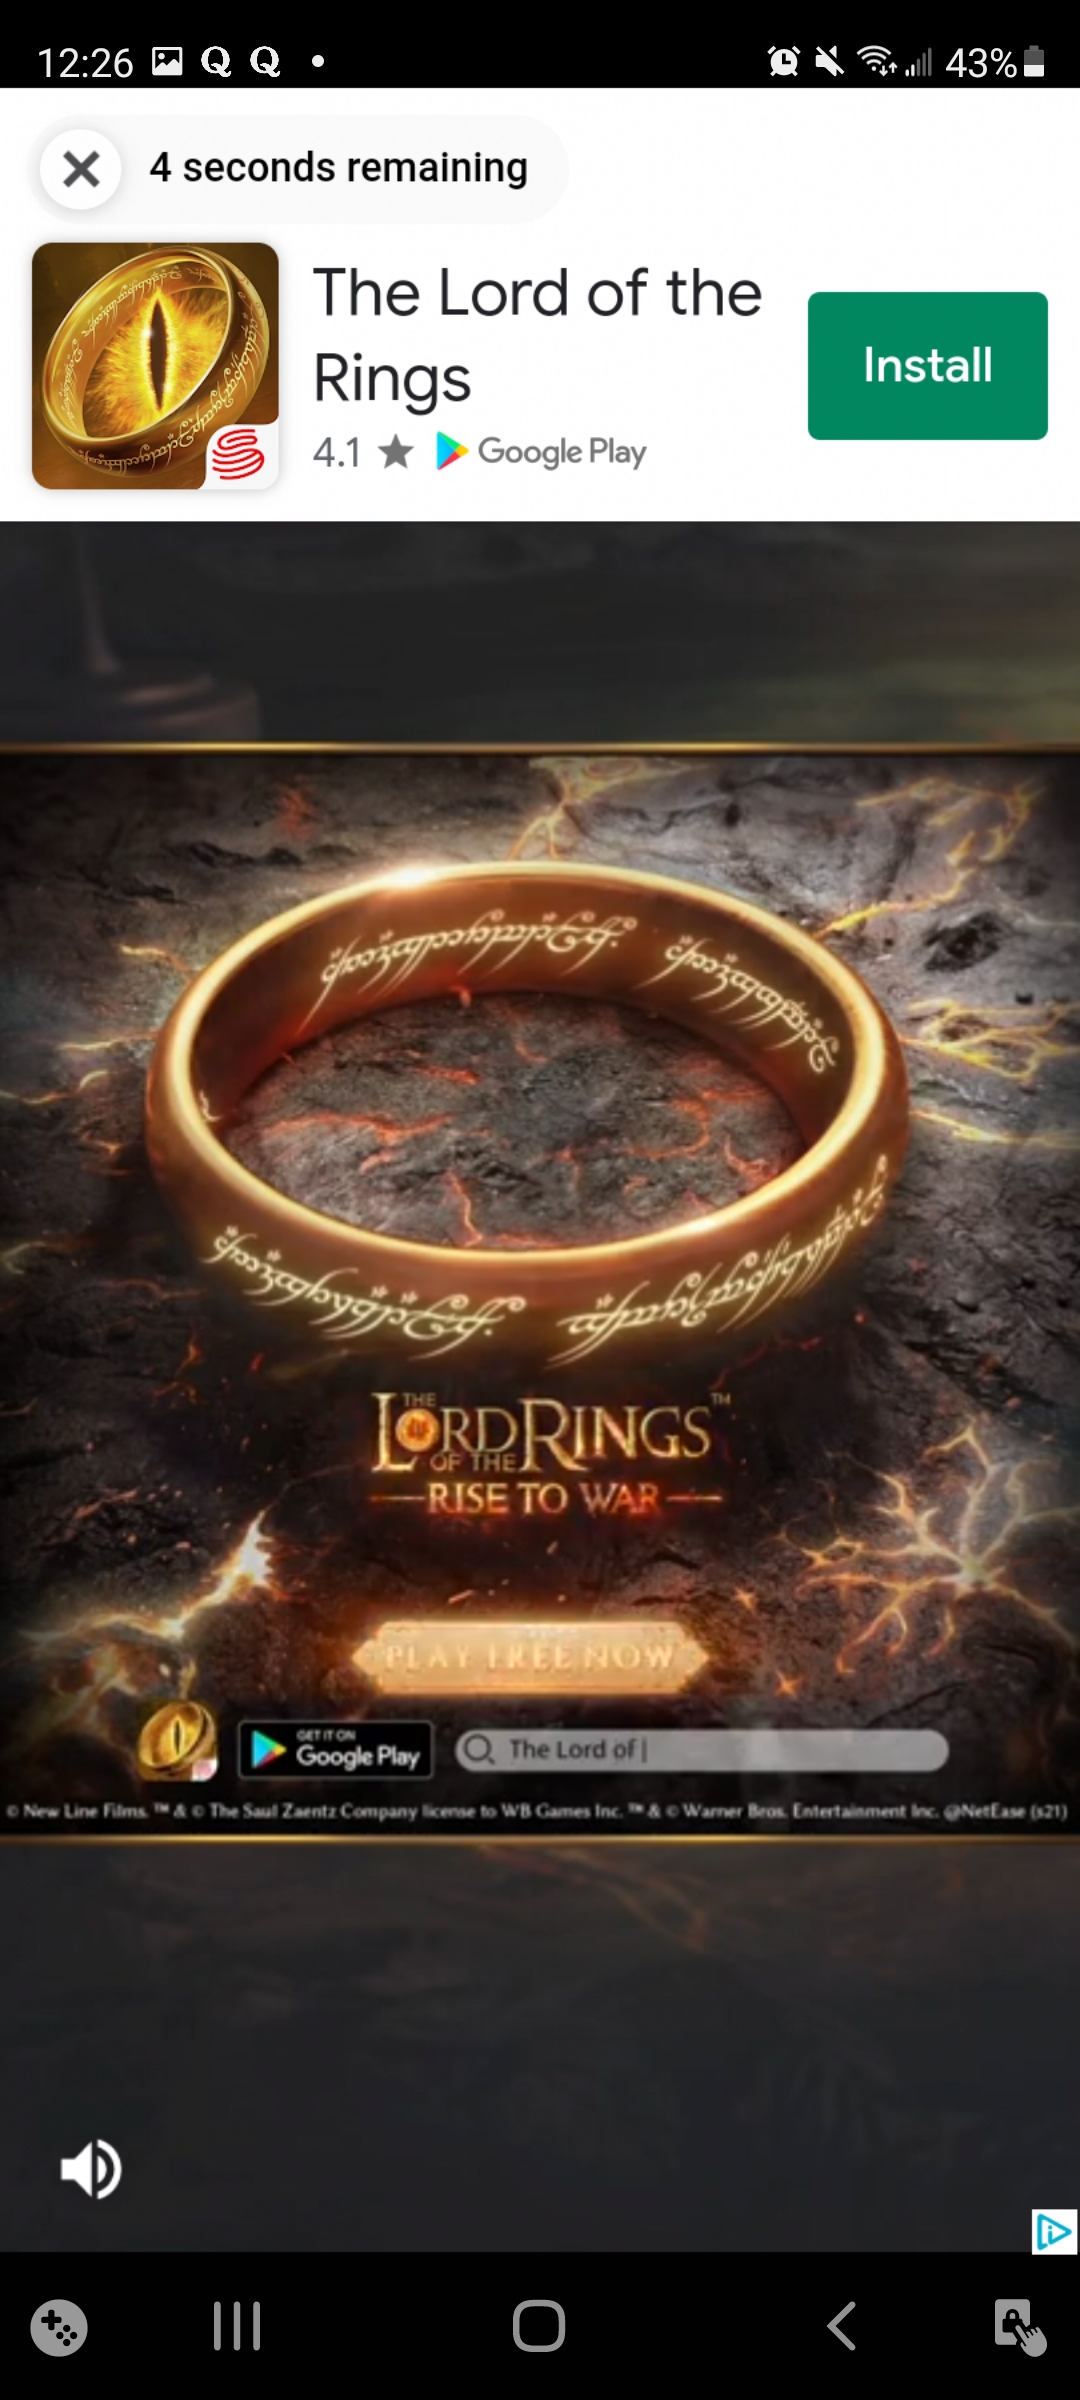 12:26
43%
4 seconds remaining
The Lord of the
Rings
Install
4.1 ★ Google Play
THE
LORD OF THE RINGS™
RISE TO WAR
PLAY FREE NOW
GET IT ON
Google Play
The Lord of |
© New Line Films. ™ & © The Saul Zaentz Company license to WB Games Inc. ™ & © Warner Bros. Entertainment Inc. @NetEase (s21)